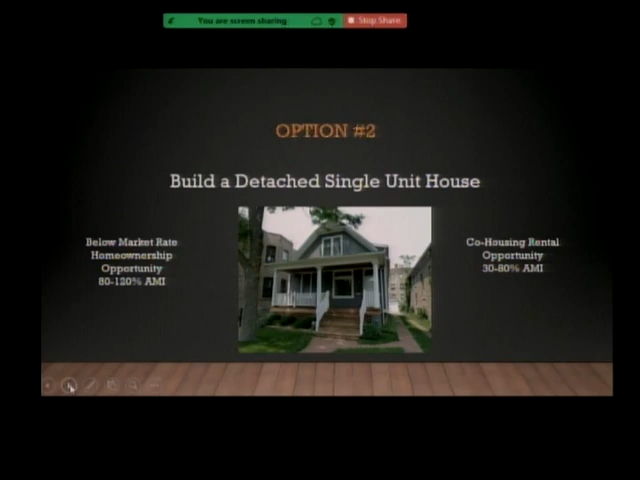 You are screen sharing
Stop Share
OPTION #2
Build a Detached Single Unit House
Below Market Rate
Homeownership
Opportunity
80-120% AMI
Co-Housing Rental
Opportunity
30-80% AMI